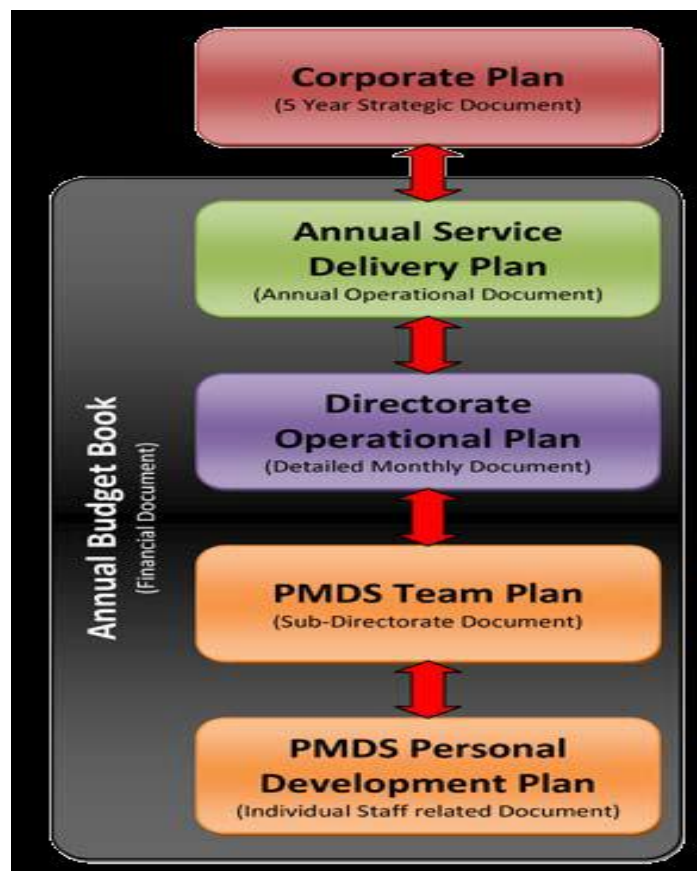 Corporate Plan
(5 Year Strategic Document)
Annual Service
Delivery Plan
(Annual Operational Document)
Directorate
Operational Plan
(Detailed Monthly Document)
PMDS Team Plan
(Sub-Directorate Document)
PMDS Personal
Development Plan
(Individual Staff related Document)
Annual Budget Book
(Financial Document)